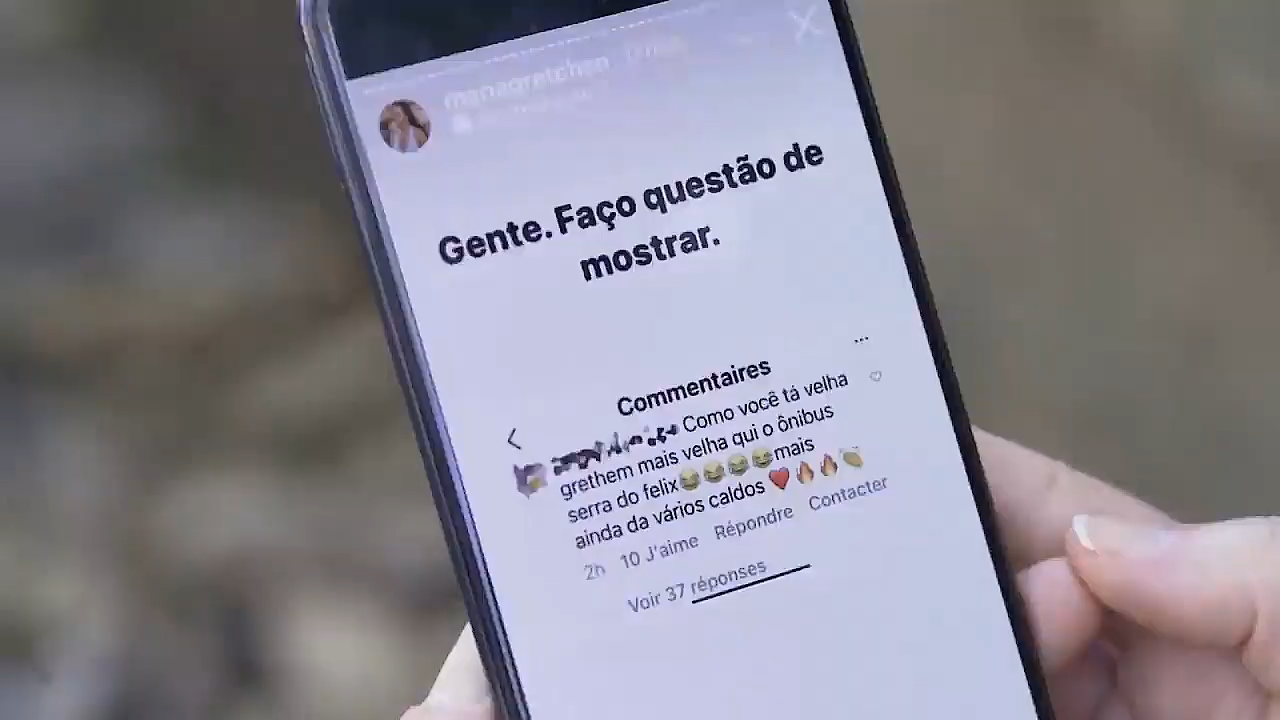 managretchen
Gente. Faço questão de
mostrar.
Commentaires
Como você tá velha
grethem mais velha qui o ônibus
serra do felix😂😂😂😂mais
ainda da vários caldos ❤️🔥🔥👏
2h 10 J'aime Répondre Contacter
Voir 37 réponses